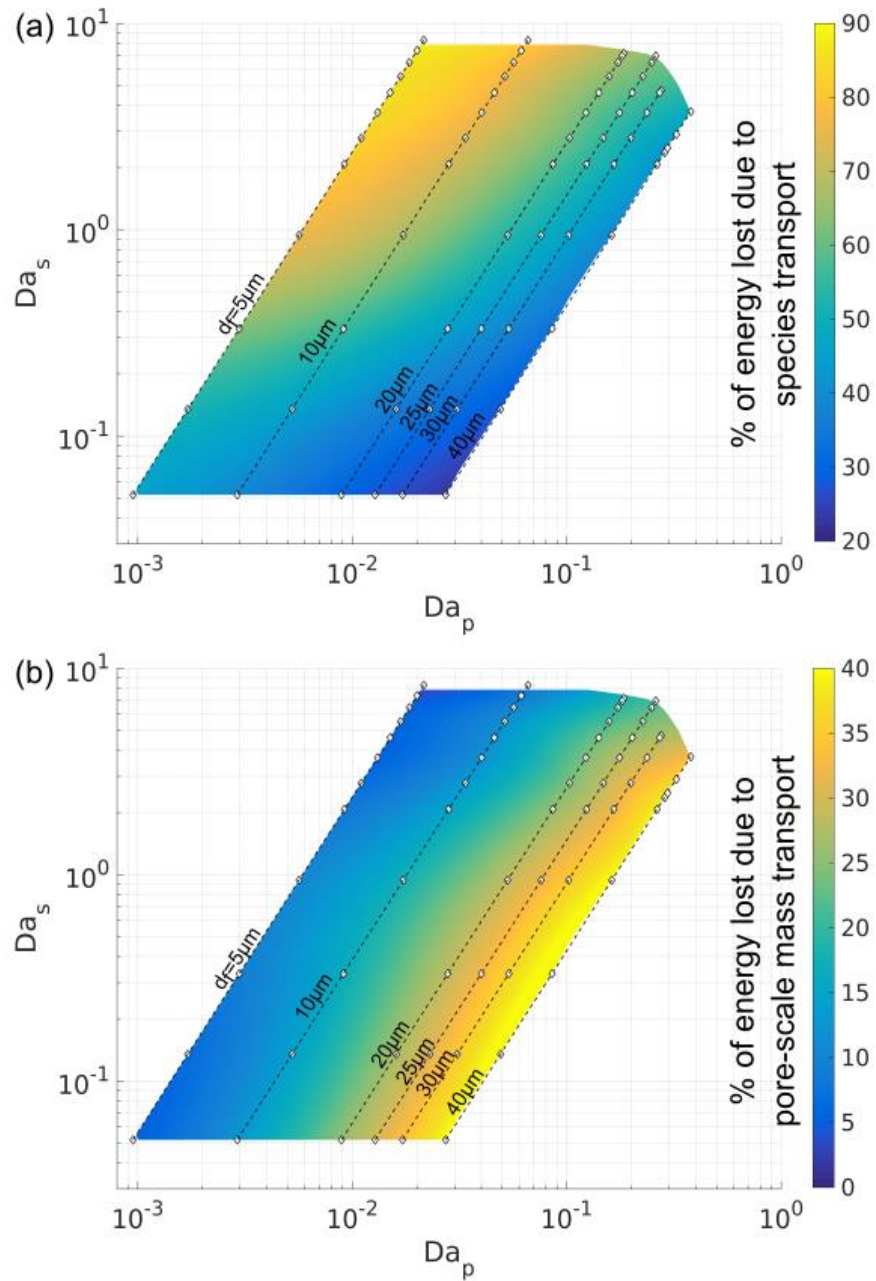 (a)
10^1
10^0
10^-1
Da_s
10^-3
10^-2
10^-1
10^0
Da_p
d_f=5μm
10μm
20μm
25μm
30μm
40μm
% of energy lost due to
species transport
90
80
70
60
50
40
30
20
(b)
10^1
10^0
10^-1
Da_s
10^-3
10^-2
10^-1
10^0
Da_p
d_f=5μm
10μm
20μm
25μm
30μm
40μm
% of energy lost due to
pore-scale mass transport
40
35
30
25
20
15
10
5
0